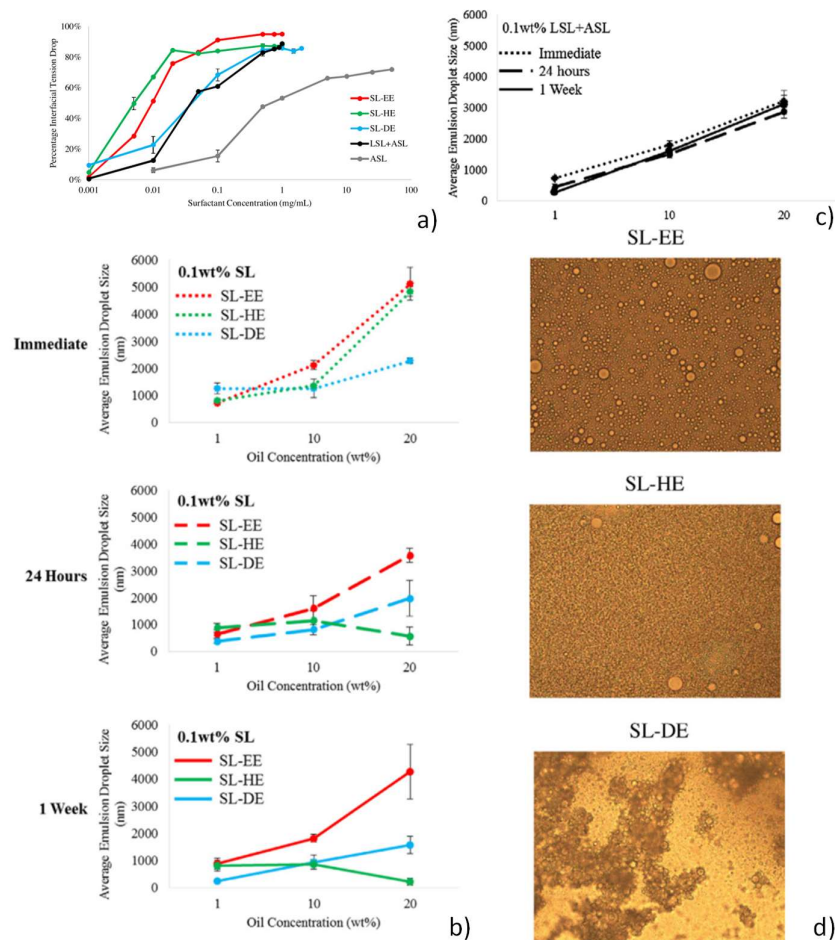 100%
80%
60%
40%
20%
0%
Percentage Interfacial Tension Drop
0.001
0.01
0.1
1
10
100
Surfactant Concentration (mg/mL)
SL-EE
SL-HE
SL-DE
LSL+ASL
ASL
a)
6000
5000
4000
3000
2000
1000
0
Average Emulsion Droplet Size (nm)
0.1wt% LSL+ASL
Immediate
24 hours
1 Week
1
10
20
c)
Immediate
6000
5000
4000
3000
2000
1000
0
Average Emulsion Droplet Size
(nm)
0.1wt% SL
SL-EE
SL-HE
SL-DE
1
10
20
Oil Concentration (wt%)
24 Hours
6000
5000
4000
3000
2000
1000
0
Average Emulsion Droplet Size
(nm)
0.1wt% SL
SL-EE
SL-HE
SL-DE
1
10
20
Oil Concentration (wt%)
1 Week
6000
5000
4000
3000
2000
1000
0
Average Emulsion Droplet Size
(nm)
0.1wt% SL
SL-EE
SL-HE
SL-DE
1
10
20
Oil Concentration (wt%)
b)
SL-EE
SL-HE
SL-DE
d)